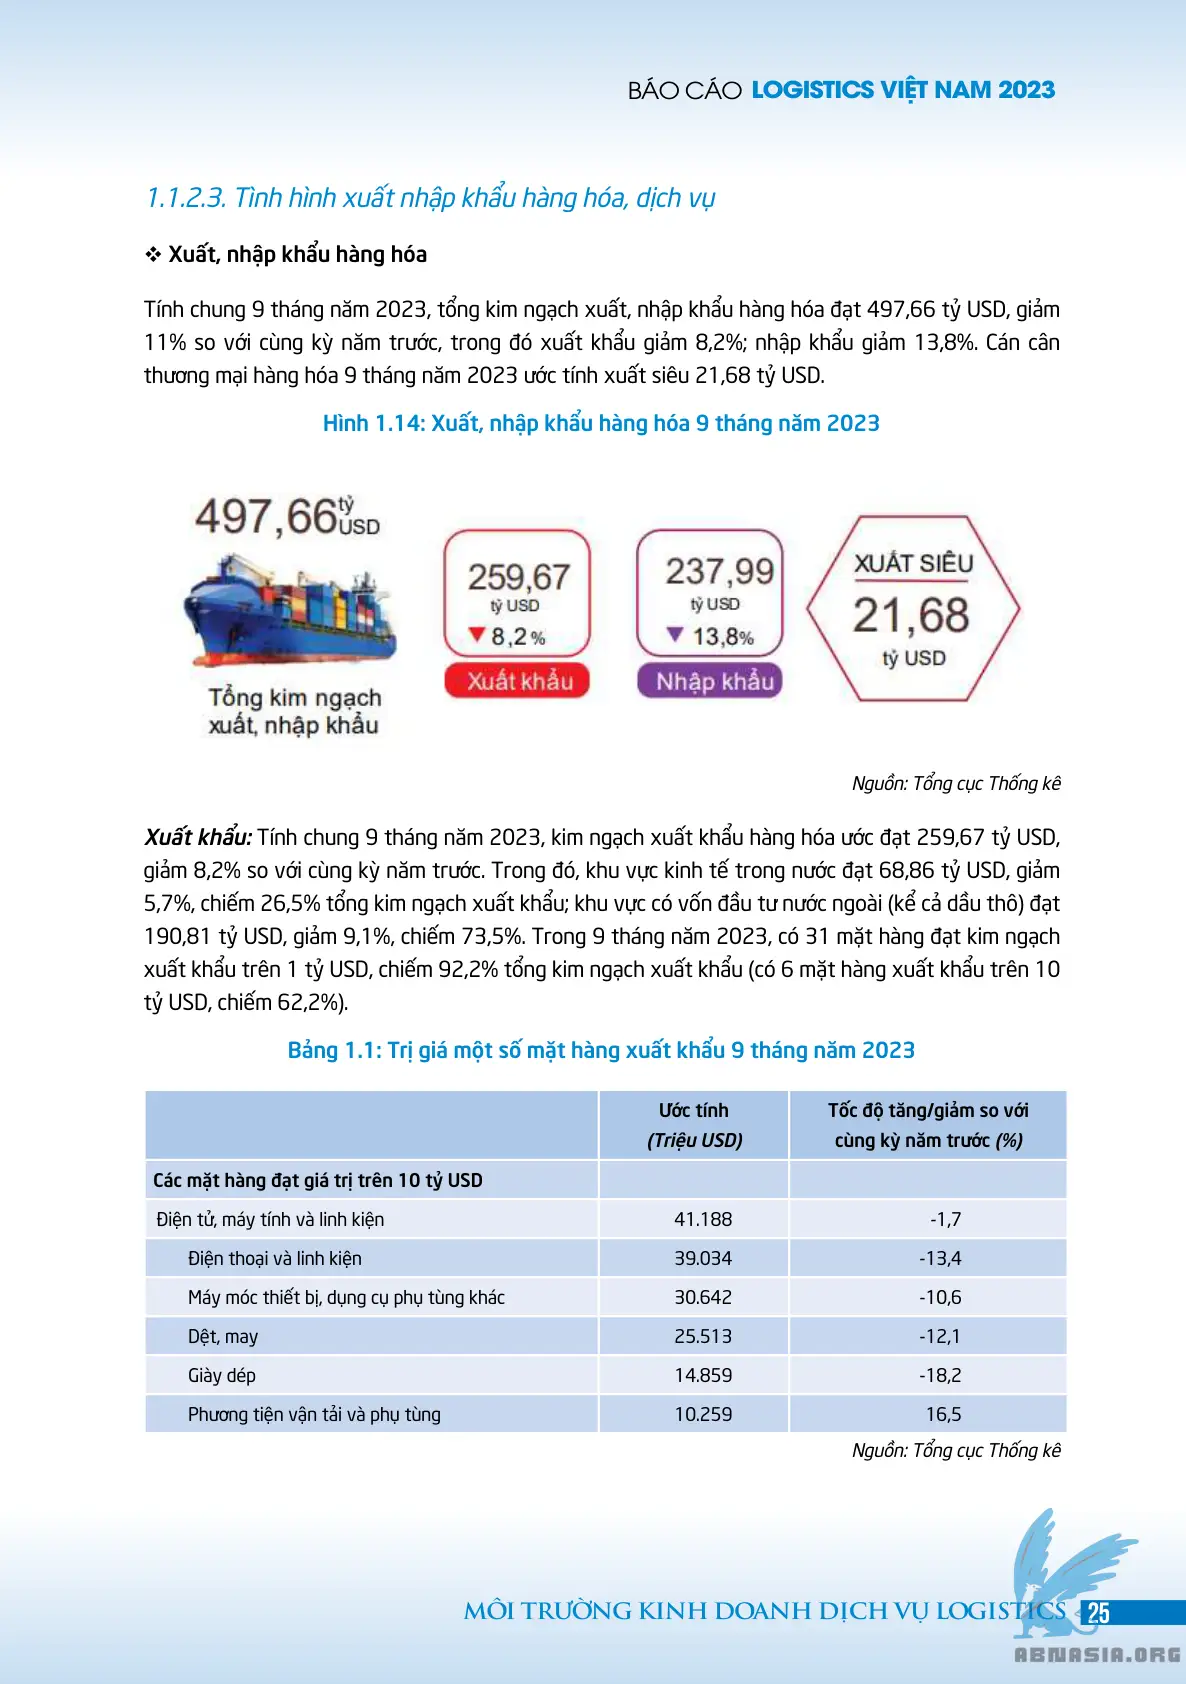 BÁO CÁO LOGISTICS VIỆT NAM 2023
1.1.2.3. Tình hình xuất nhập khẩu hàng hóa, dịch vụ
❖ Xuất, nhập khẩu hàng hóa
Tính chung 9 tháng năm 2023, tổng kim ngạch xuất, nhập khẩu hàng hóa đạt 497,66 tỷ USD, giảm
11% so với cùng kỳ năm trước, trong đó xuất khẩu giảm 8,2%; nhập khẩu giảm 13,8%. Cán cân
thương mại hàng hóa 9 tháng năm 2023 ước tính xuất siêu 21,68 tỷ USD.
Hình 1.14: Xuất, nhập khẩu hàng hóa 9 tháng năm 2023
497,66 tỷ USD
Tổng kim ngạch
xuất, nhập khẩu
259,67
tỷ USD
▼ 8,2 %
Xuất khẩu
237,99
tỷ USD
▼ 13,8%
Nhập khẩu
XUẤT SIÊU
21,68
tỷ USD
Nguồn: Tổng cục Thống kê
Xuất khẩu: Tính chung 9 tháng năm 2023, kim ngạch xuất khẩu hàng hóa ước đạt 259,67 tỷ USD,
giảm 8,2% so với cùng kỳ năm trước. Trong đó, khu vực kinh tế trong nước đạt 68,86 tỷ USD, giảm
5,7%, chiếm 26,5% tổng kim ngạch xuất khẩu; khu vực có vốn đầu tư nước ngoài (kể cả dầu thô) đạt
190,81 tỷ USD, giảm 9,1%, chiếm 73,5%. Trong 9 tháng năm 2023, có 31 mặt hàng đạt kim ngạch
xuất khẩu trên 1 tỷ USD, chiếm 92,2% tổng kim ngạch xuất khẩu (có 6 mặt hàng xuất khẩu trên 10
tỷ USD, chiếm 62,2%).
Bảng 1.1: Trị giá một số mặt hàng xuất khẩu 9 tháng năm 2023
Ước tính
(Triệu USD)
Tốc độ tăng/giảm so với
cùng kỳ năm trước (%)
Các mặt hàng đạt giá trị trên 10 tỷ USD
Điện tử, máy tính và linh kiện 41.188 -1,7
Điện thoại và linh kiện 39.034 -13,4
Máy móc thiết bị, dụng cụ phụ tùng khác 30.642 -10,6
Dệt, may 25.513 -12,1
Giày dép 14.859 -18,2
Phương tiện vận tải và phụ tùng 10.259 16,5
Nguồn: Tổng cục Thống kê
MÔI TRƯỜNG KINH DOANH DỊCH VỤ LOGISTICS 25
ABNASIA.ORG